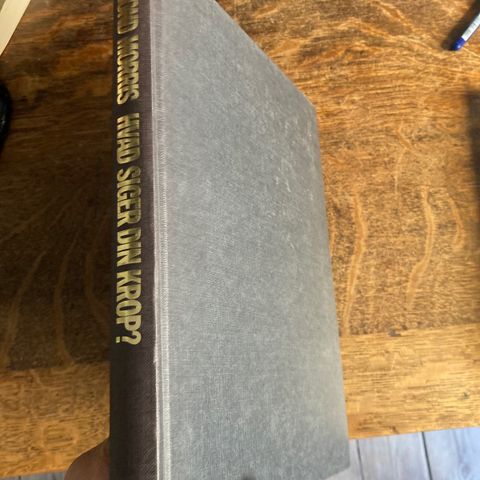 MORRIS HVAD SIGER DIN KROP?